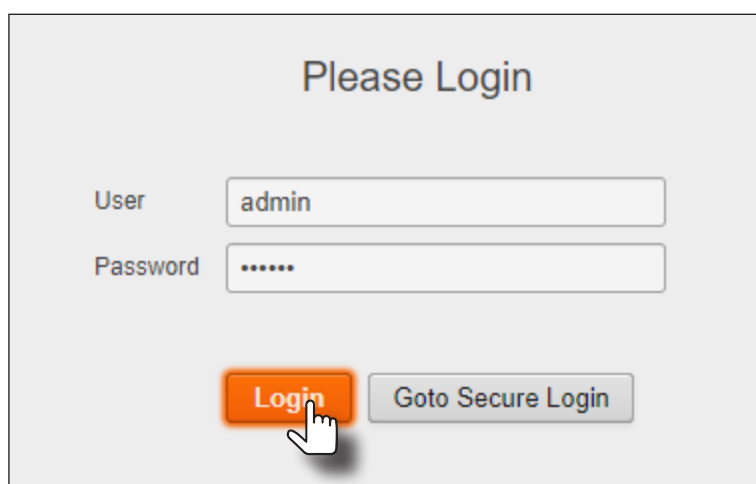 Please Login
User admin
Password ••••••
Login Goto Secure Login